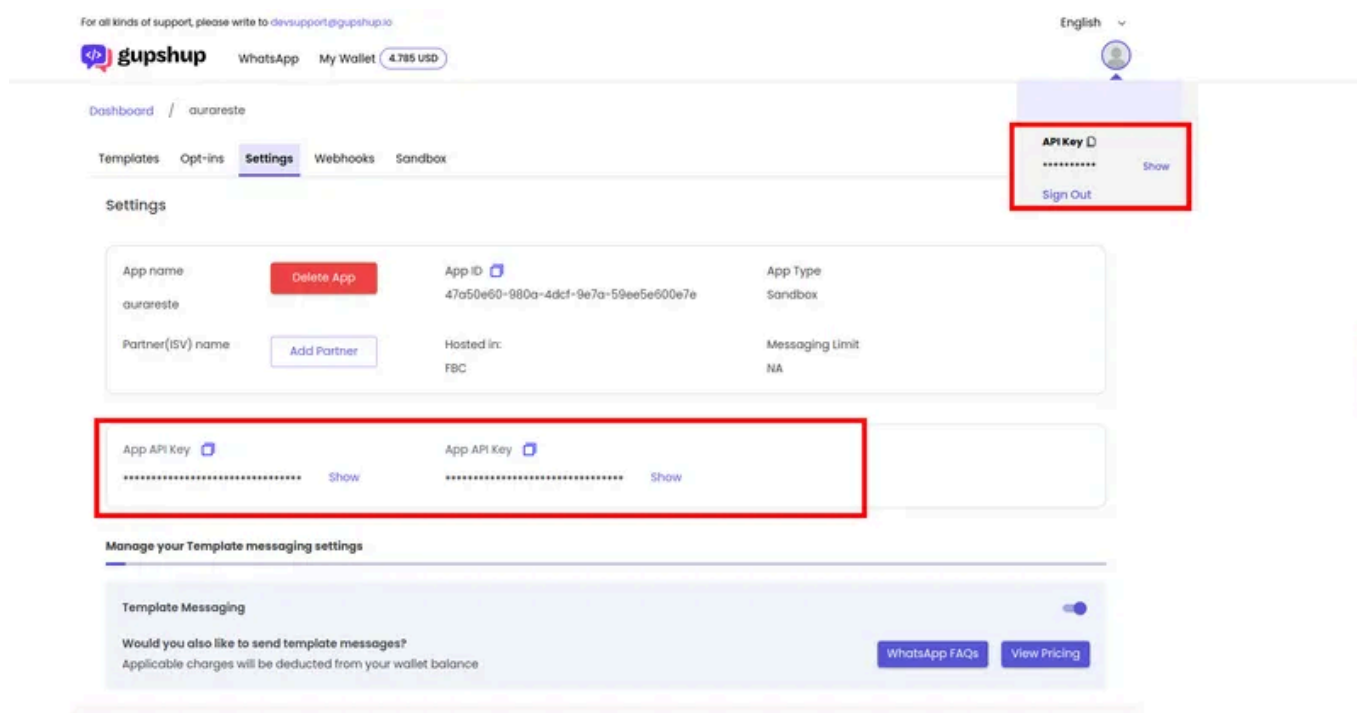 For all kinds of support, please write to devsupport@gupshup.io
English
gupshup WhatsApp My Wallet 4.785 USD
Dashboard / aurareste
API Key
********** Show
Sign Out
Templates Opt-ins Settings Webhooks Sandbox
Settings
App name Delete App App ID App Type
aurareste 47a50e60-980a-4dcf-9e7a-59ee5e600e7e Sandbox
Partner(ISV) name Add Partner Hosted in: Messaging Limit
FBC NA
App API Key App API Key
******************************** Show ******************************** Show
Manage your Template messaging settings
Template Messaging
Would you also like to send template messages?
Applicable charges will be deducted from your wallet balance
WhatsApp FAQs View Pricing